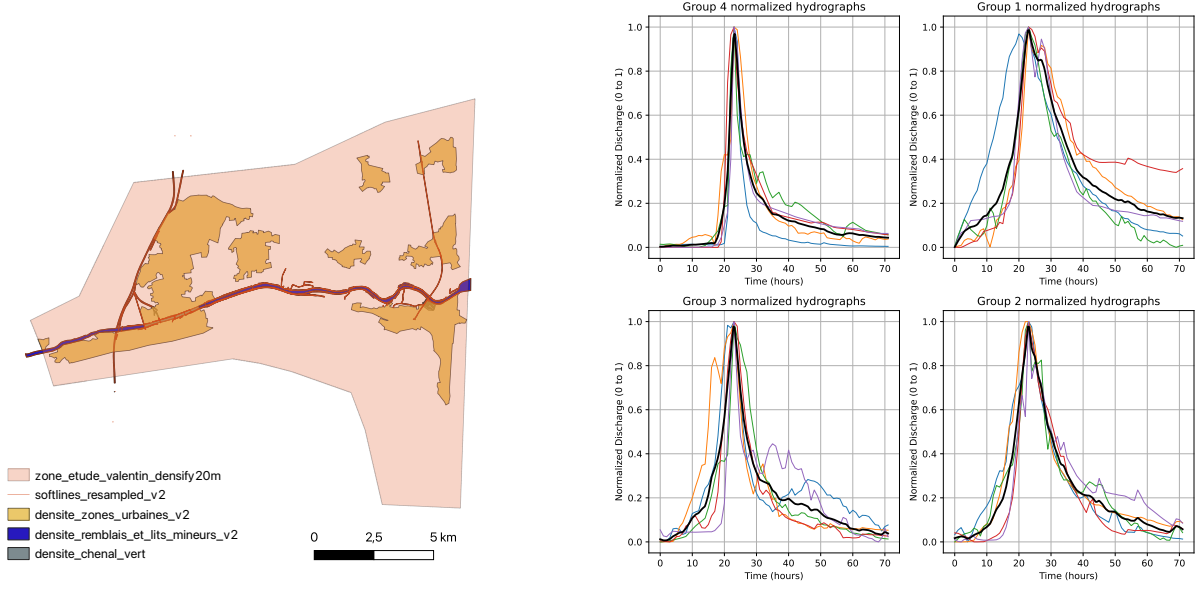 zone_etude_valentin_densify20m
softlines_resampled_v2
densite_zones_urbaines_v2
densite_remblais_et_lits_mineurs_v2
densite_chenal_vert
0 2,5 5 km
Group 4 normalized hydrographs
Normalized Discharge (0 to 1)
1.0
0.8
0.6
0.4
0.2
0.0
0 10 20 30 40 50 60 70
Time (hours)
Group 1 normalized hydrographs
Normalized Discharge (0 to 1)
1.0
0.8
0.6
0.4
0.2
0.0
0 10 20 30 40 50 60 70
Time (hours)
Group 3 normalized hydrographs
Normalized Discharge (0 to 1)
1.0
0.8
0.6
0.4
0.2
0.0
0 10 20 30 40 50 60 70
Time (hours)
Group 2 normalized hydrographs
Normalized Discharge (0 to 1)
1.0
0.8
0.6
0.4
0.2
0.0
0 10 20 30 40 50 60 70
Time (hours)